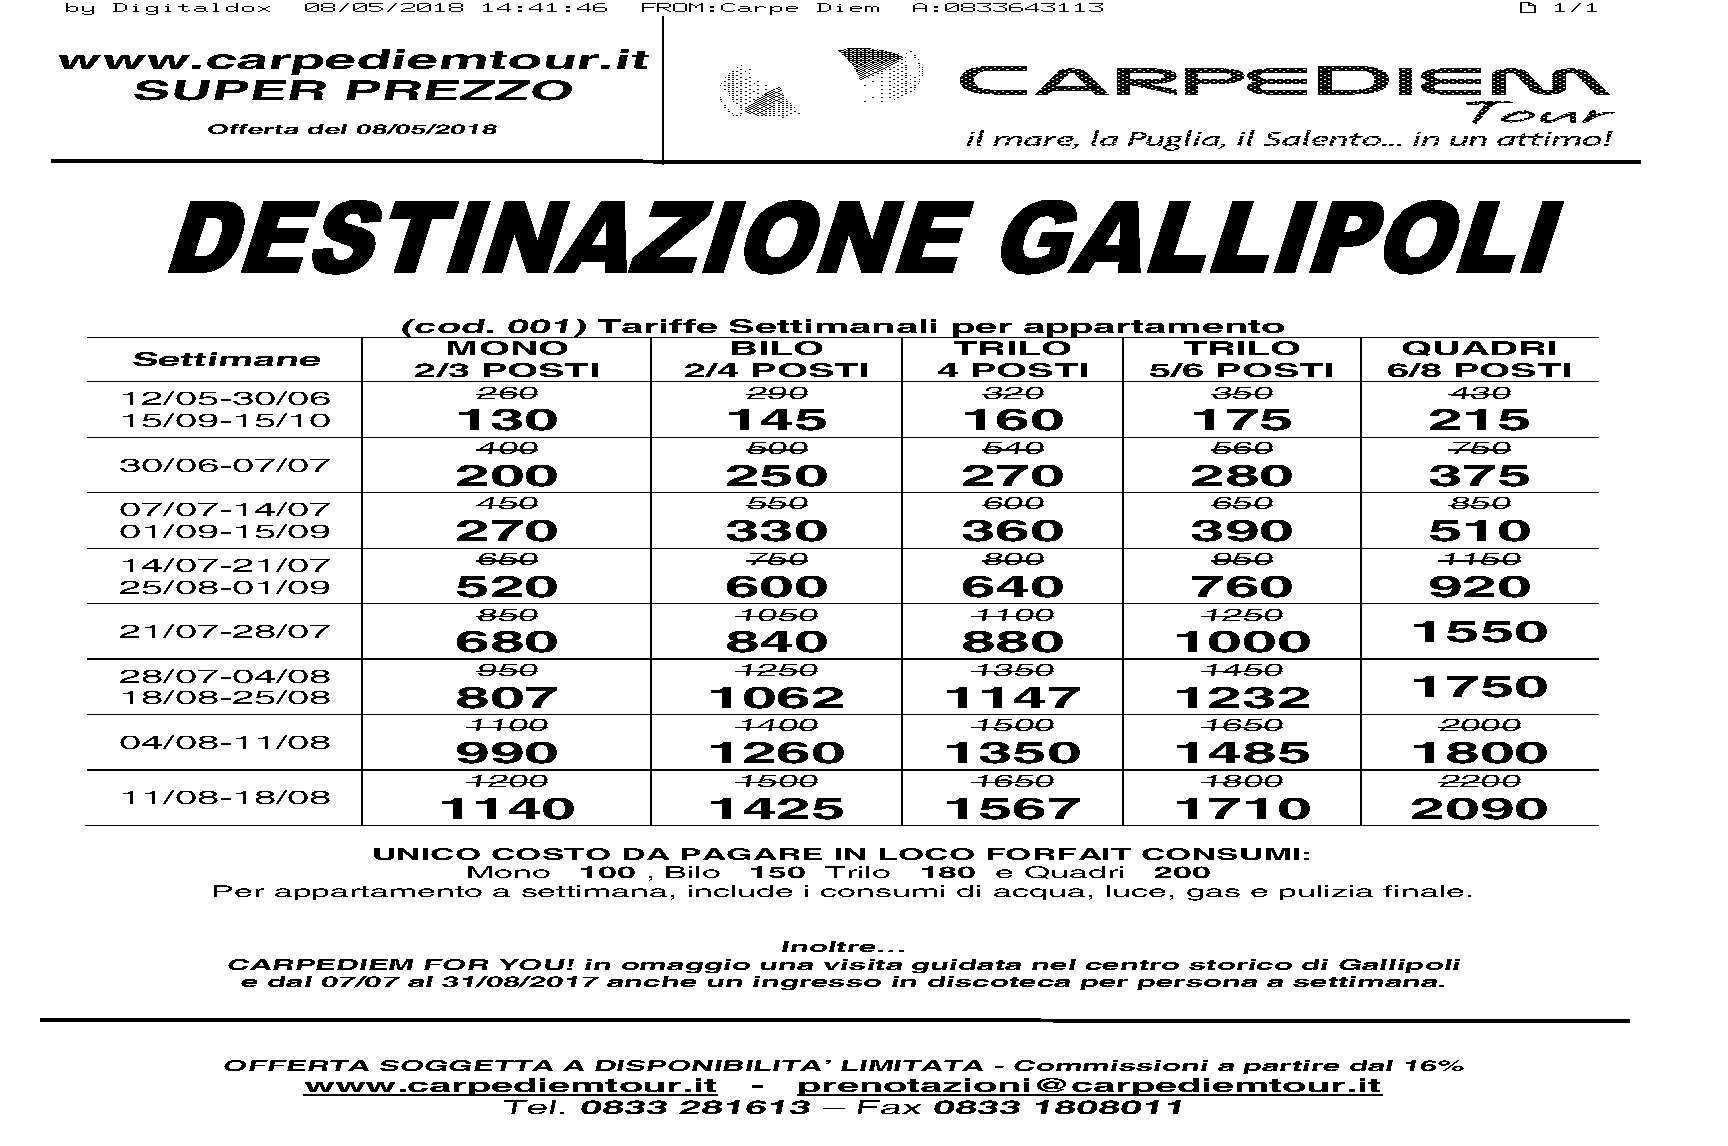 by Digitaldox 08/05/2018 14:41:46 FROM:Carpe Diem A:0833643113 1/1
www.carpediemtour.it
SUPER PREZZO
Offerta del 08/05/2018
CARPEDIEM
Tour
il mare, la Puglia, il Salento... in un attimo!
DESTINAZIONE GALLIPOLI
(cod. 001) Tariffe Settimanali per appartamento
Settimane MONO 2/3 POSTI BILO 2/4 POSTI TRILO 4 POSTI TRILO 5/6 POSTI QUADRI 6/8 POSTI
12/05-30/06 260 290 320 350 430
15/09-15/10 130 145 160 175 215
400 500 540 560 750
30/06-07/07 200 250 270 280 375
07/07-14/07 450 550 600 650 850
01/09-15/09 270 330 360 390 510
14/07-21/07 650 750 800 950 1150
25/08-01/09 520 600 640 760 920
850 1050 1100 1250
21/07-28/07 680 840 880 1000 1550
28/07-04/08 950 1250 1350 1450
18/08-25/08 807 1062 1147 1232 1750
1100 1400 1500 1650 2000
04/08-11/08 990 1260 1350 1485 1800
1200 1500 1650 1800 2200
11/08-18/08 1140 1425 1567 1710 2090
UNICO COSTO DA PAGARE IN LOCO FORFAIT CONSUMI:
Mono 100 , Bilo 150 Trilo 180 e Quadri 200
Per appartamento a settimana, include i consumi di acqua, luce, gas e pulizia finale.
Inoltre...
CARPEDIEM FOR YOU! in omaggio una visita guidata nel centro storico di Gallipoli
e dal 07/07 al 31/08/2017 anche un ingresso in discoteca per persona a settimana.
OFFERTA SOGGETTA A DISPONIBILITA' LIMITATA - Commissioni a partire dal 16%
www.carpediemtour.it - prenotazioni@carpediemtour.it
Tel. 0833 281613 – Fax 0833 1808011